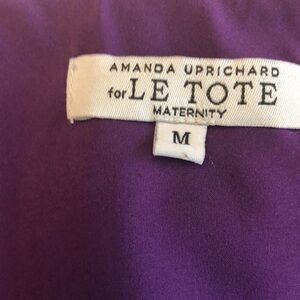 AMANDA UPRICHARD
for LE TOTE
MATERNITY
M